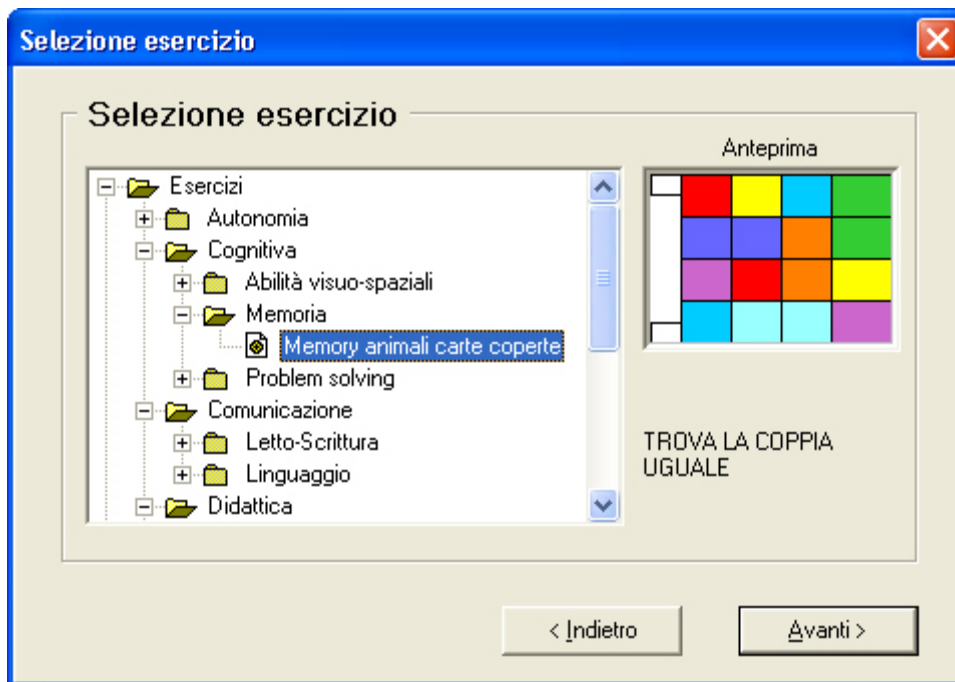 Selezione esercizio
Selezione esercizio
Anteprima
Esercizi
Autonomia
Cognitiva
Abilità visuo-spaziali
Memoria
Memory animali carte coperte
Problem solving
Comunicazione
Letto-Scrittura
Linguaggio
Didattica
TROVA LA COPPIA
UGUALE
< Indietro
Avanti >